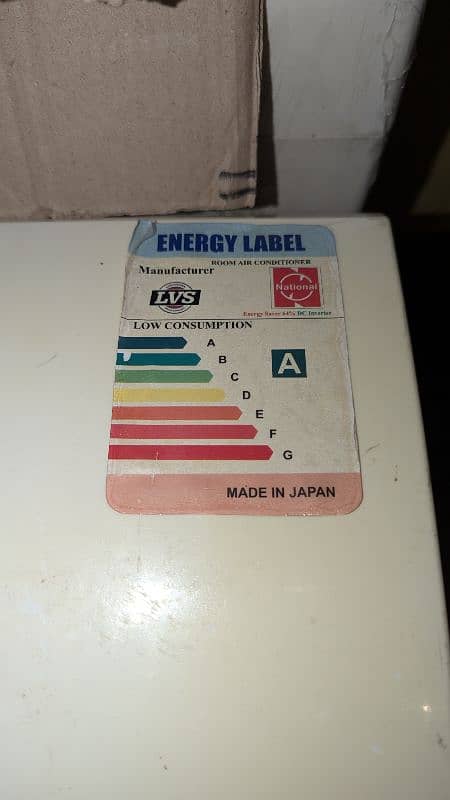 ENERGY LABEL
ROOM AIR CONDITIONER
Manufacturer
LVS
National
Energy Saver 64% DC Inverter
LOW CONSUMPTION
A
B
A
C
D
E
F
G
MADE IN JAPAN